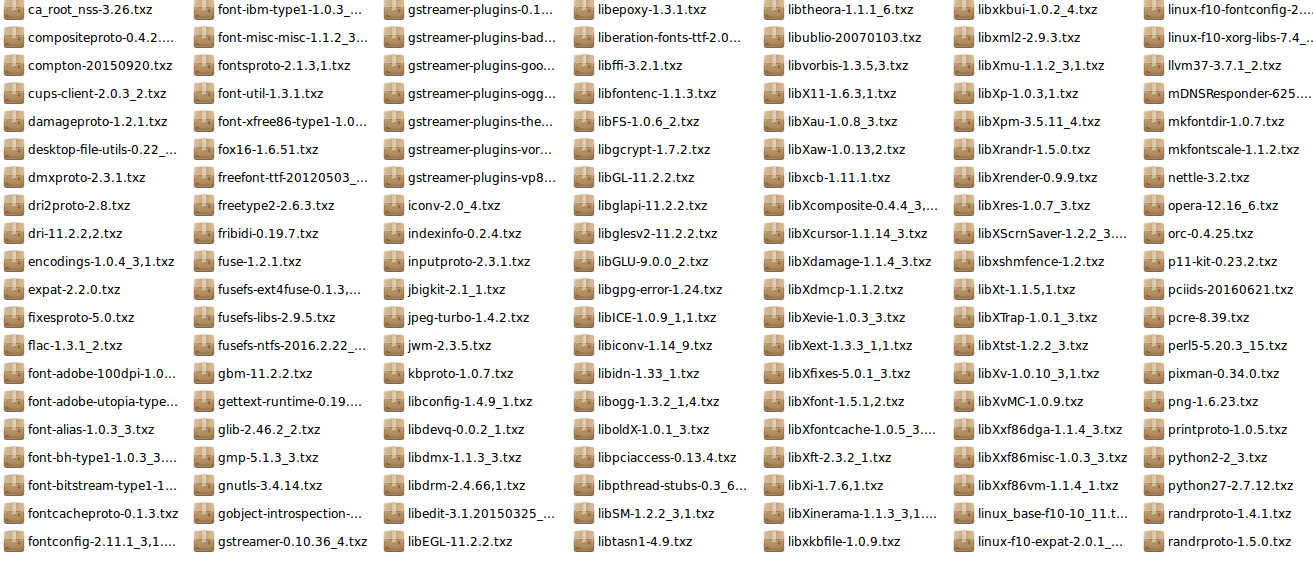 ca_root_nss-3.26.txz
compositeproto-0.4.2....
compton-20150920.txz
cups-client-2.0.3_2.txz
damageproto-1.2.1.txz
desktop-file-utils-0.22_...
dmxproto-2.3.1.txz
dri2proto-2.8.txz
dri-11.2.2,2.txz
encodings-1.0.4_3,1.txz
expat-2.2.0.txz
fixesproto-5.0.txz
flac-1.3.1_2.txz
font-adobe-100dpi-1.0...
font-adobe-utopia-type...
font-alias-1.0.3_3.txz
font-bh-type1-1.0.3_3....
font-bitstream-type1-1...
fontcacheproto-0.1.3.txz
fontconfig-2.11.1_3,1....
font-ibm-type1-1.0.3_...
font-misc-misc-1.1.2_3...
fontsproto-2.1.3,1.txz
font-util-1.3.1.txz
font-xfree86-type1-1.0...
fox16-1.6.51.txz
freefont-ttf-20120503_...
freetype2-2.6.3.txz
fribidi-0.19.7.txz
fuse-1.2.1.txz
fusefs-ext4fuse-0.1.3,...
fusefs-libs-2.9.5.txz
fusefs-ntfs-2016.2.22_...
gbm-11.2.2.txz
gettext-runtime-0.19....
glib-2.46.2_2.txz
gmp-5.1.3_3.txz
gnutls-3.4.14.txz
gobject-introspection-...
gstreamer-0.10.36_4.txz
gstreamer-plugins-0.1...
gstreamer-plugins-bad...
gstreamer-plugins-goo...
gstreamer-plugins-ogg...
gstreamer-plugins-the...
gstreamer-plugins-vor...
gstreamer-plugins-vp8...
iconv-2.0_4.txz
indexinfo-0.2.4.txz
inputproto-2.3.1.txz
jbigkit-2.1_1.txz
jpeg-turbo-1.4.2.txz
jwm-2.3.5.txz
kbproto-1.0.7.txz
libconfig-1.4.9_1.txz
libdevq-0.0.2_1.txz
libdmx-1.1.3_3.txz
libdrm-2.4.66,1.txz
libedit-3.1.20150325_...
libEGL-11.2.2.txz
libepoxy-1.3.1.txz
liberation-fonts-ttf-2.0...
libffi-3.2.1.txz
libfontenc-1.1.3.txz
libFS-1.0.6_2.txz
libgcrypt-1.7.2.txz
libGL-11.2.2.txz
libglapi-11.2.2.txz
libglesv2-11.2.2.txz
libGLU-9.0.0_2.txz
libgpg-error-1.24.txz
libICE-1.0.9_1,1.txz
libiconv-1.14_9.txz
libidn-1.33_1.txz
libogg-1.3.2_1,4.txz
liboldX-1.0.1_3.txz
libpciaccess-0.13.4.txz
libpthread-stubs-0.3_6...
libSM-1.2.2_3,1.txz
libtasn1-4.9.txz
libtheora-1.1.1_6.txz
libublio-20070103.txz
libvorbis-1.3.5,3.txz
libX11-1.6.3,1.txz
libXau-1.0.8_3.txz
libXaw-1.0.13,2.txz
libxcb-1.11.1.txz
libXcomposite-0.4.4_3,...
libXcursor-1.1.14_3.txz
libXdamage-1.1.4_3.txz
libXdmcp-1.1.2.txz
libXevie-1.0.3_3.txz
libXext-1.3.3_1,1.txz
libXfixes-5.0.1_3.txz
libXfont-1.5.1,2.txz
libXfontcache-1.0.5_3....
libXft-2.3.2_1.txz
libXi-1.7.6,1.txz
libXinerama-1.1.3_3,1....
libxkbfile-1.0.9.txz
libxkbui-1.0.2_4.txz
libxml2-2.9.3.txz
libXmu-1.1.2_3,1.txz
libXp-1.0.3,1.txz
libXpm-3.5.11_4.txz
libXrandr-1.5.0.txz
libXrender-0.9.9.txz
libXres-1.0.7_3.txz
libXScrnSaver-1.2.2_3....
libxshmfence-1.2.txz
libXt-1.1.5,1.txz
libXTrap-1.0.1_3.txz
libXtst-1.2.2_3.txz
libXv-1.0.10_3,1.txz
libXvMC-1.0.9.txz
libXxf86dga-1.1.4_3.txz
libXxf86misc-1.0.3_3.txz
libXxf86vm-1.1.4_1.txz
linux_base-f10-10_11.t...
linux-f10-expat-2.0.1_...
linux-f10-fontconfig-2....
linux-f10-xorg-libs-7.4_...
llvm37-3.7.1_2.txz
mDNSResponder-625....
mkfontdir-1.0.7.txz
mkfontscale-1.1.2.txz
nettle-3.2.txz
opera-12.16_6.txz
orc-0.4.25.txz
p11-kit-0.23.2.txz
pciids-20160621.txz
pcre-8.39.txz
perl5-5.20.3_15.txz
pixman-0.34.0.txz
png-1.6.23.txz
printproto-1.0.5.txz
python2-2_3.txz
python27-2.7.12.txz
randrproto-1.4.1.txz
randrproto-1.5.0.txz